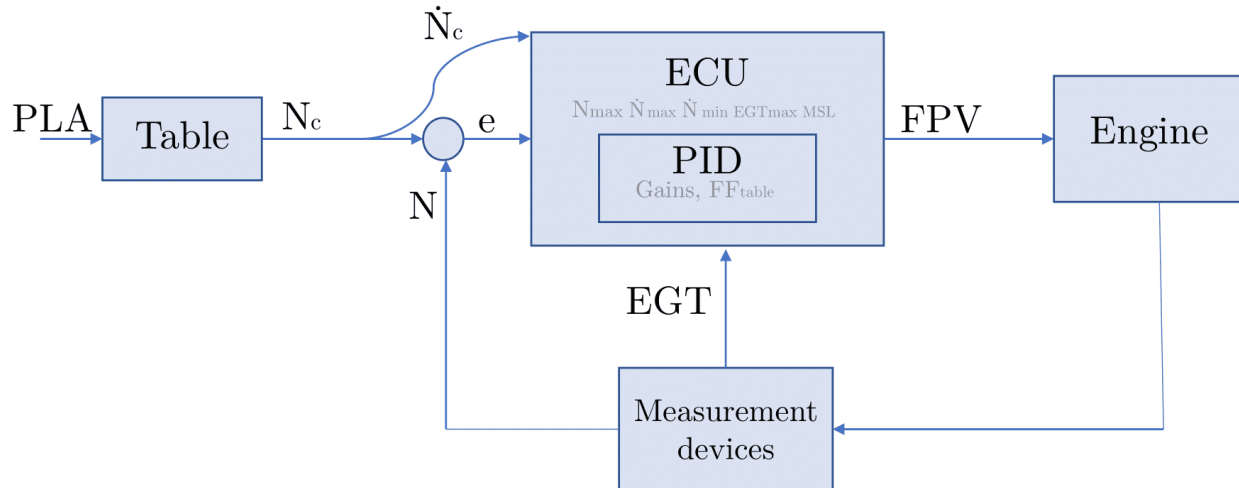 Ṅc
PLA
Table
Nc
e
N
ECU
Nmax Ṅmax Ṅmin EGTmax MSL
PID
Gains, FFtable
FPV
Engine
EGT
Measurement
devices